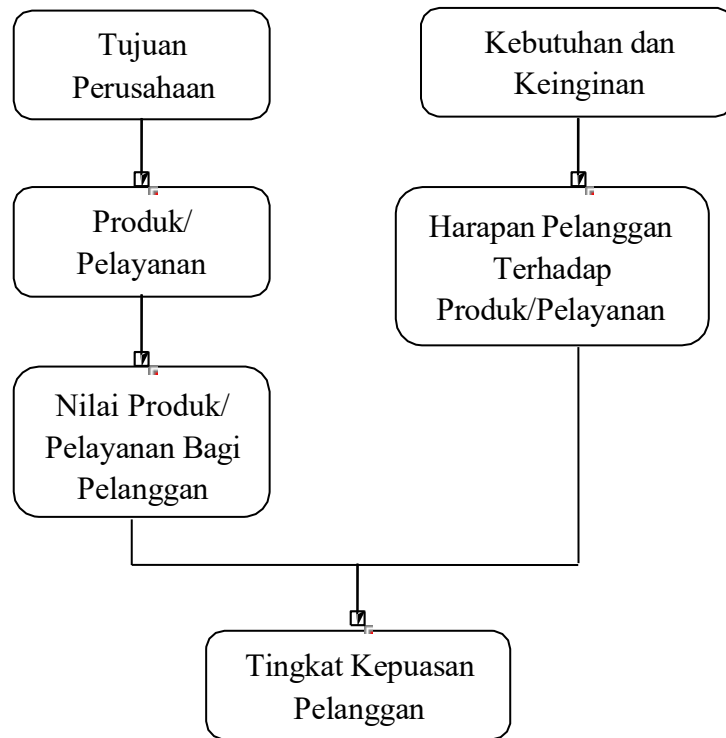 Tujuan
Perusahaan
Kebutuhan dan
Keinginan
Produk/
Pelayanan
Harapan Pelanggan
Terhadap
Produk/Pelayanan
Nilai Produk/
Pelayanan Bagi
Pelanggan
Tingkat Kepuasan
Pelanggan